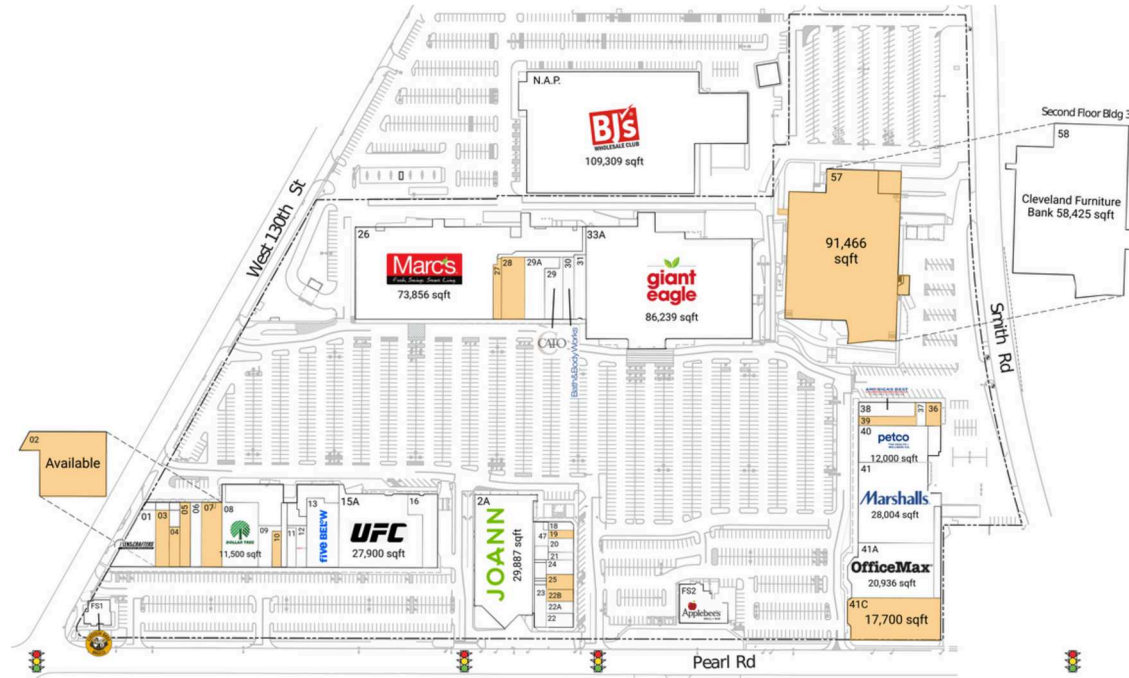 N.A.P.
BJ's
WHOLESALE CLUB
109,309 sqft
Second Floor Bldg 3
58
Cleveland Furniture
Bank 58,425 sqft
57
91,466
sqft
West 130th St
26
Marc's
73,856 sqft
27
28
29A
29
30
31
33A
giant
eagle
86,239 sqft
CATO
Bath&BodyWorks
Smith Rd
AMERICA'S BEST
38
37
36
39
40
petco
12,000 sqft
41
Marshalls
28,004 sqft
41A
OfficeMax
20,936 sqft
41C
17,700 sqft
02
Available
01
03
04
05
06
07
08
DOLLAR TREE
11,500 sqft
09
10
11
12
13
five BELOW
15A
16
UFC
27,900 sqft
2A
JOANN
29,887 sqft
18
47
19
20
21
24
25
23
22B
22A
22
FS1
FS2
Applebee's
Pearl Rd